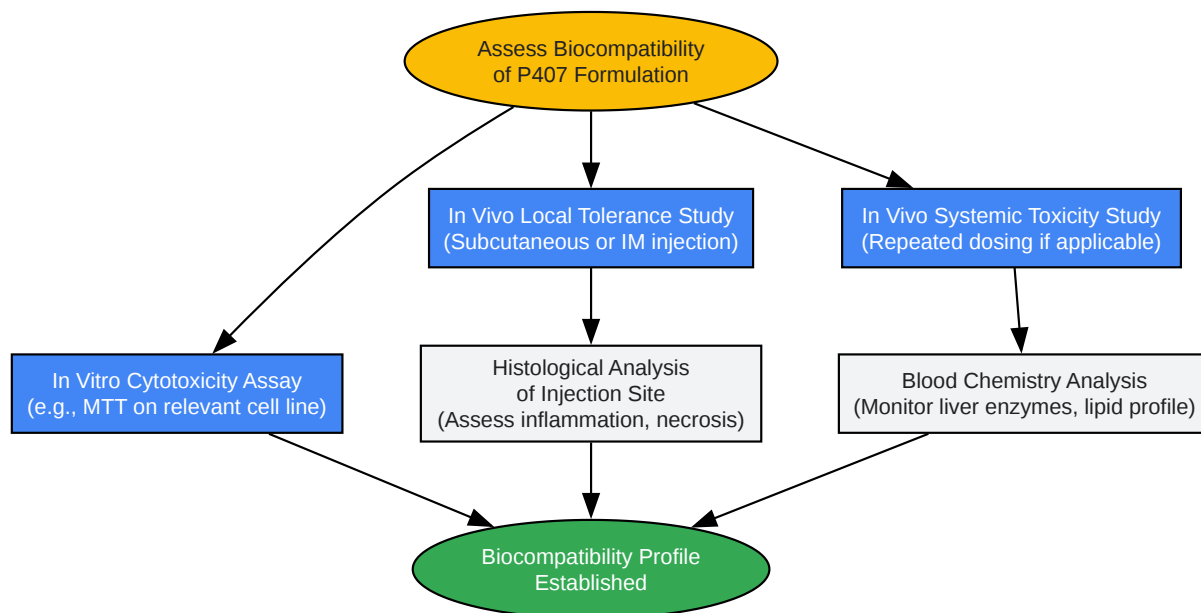 Assess Biocompatibility
of P407 Formulation
In Vivo Local Tolerance Study
(Subcutaneous or IM injection)
In Vivo Systemic Toxicity Study
(Repeated dosing if applicable)
In Vitro Cytotoxicity Assay
(e.g., MTT on relevant cell line)
Histological Analysis
of Injection Site
(Assess inflammation, necrosis)
Blood Chemistry Analysis
(Monitor liver enzymes, lipid profile)
Biocompatibility Profile
Established